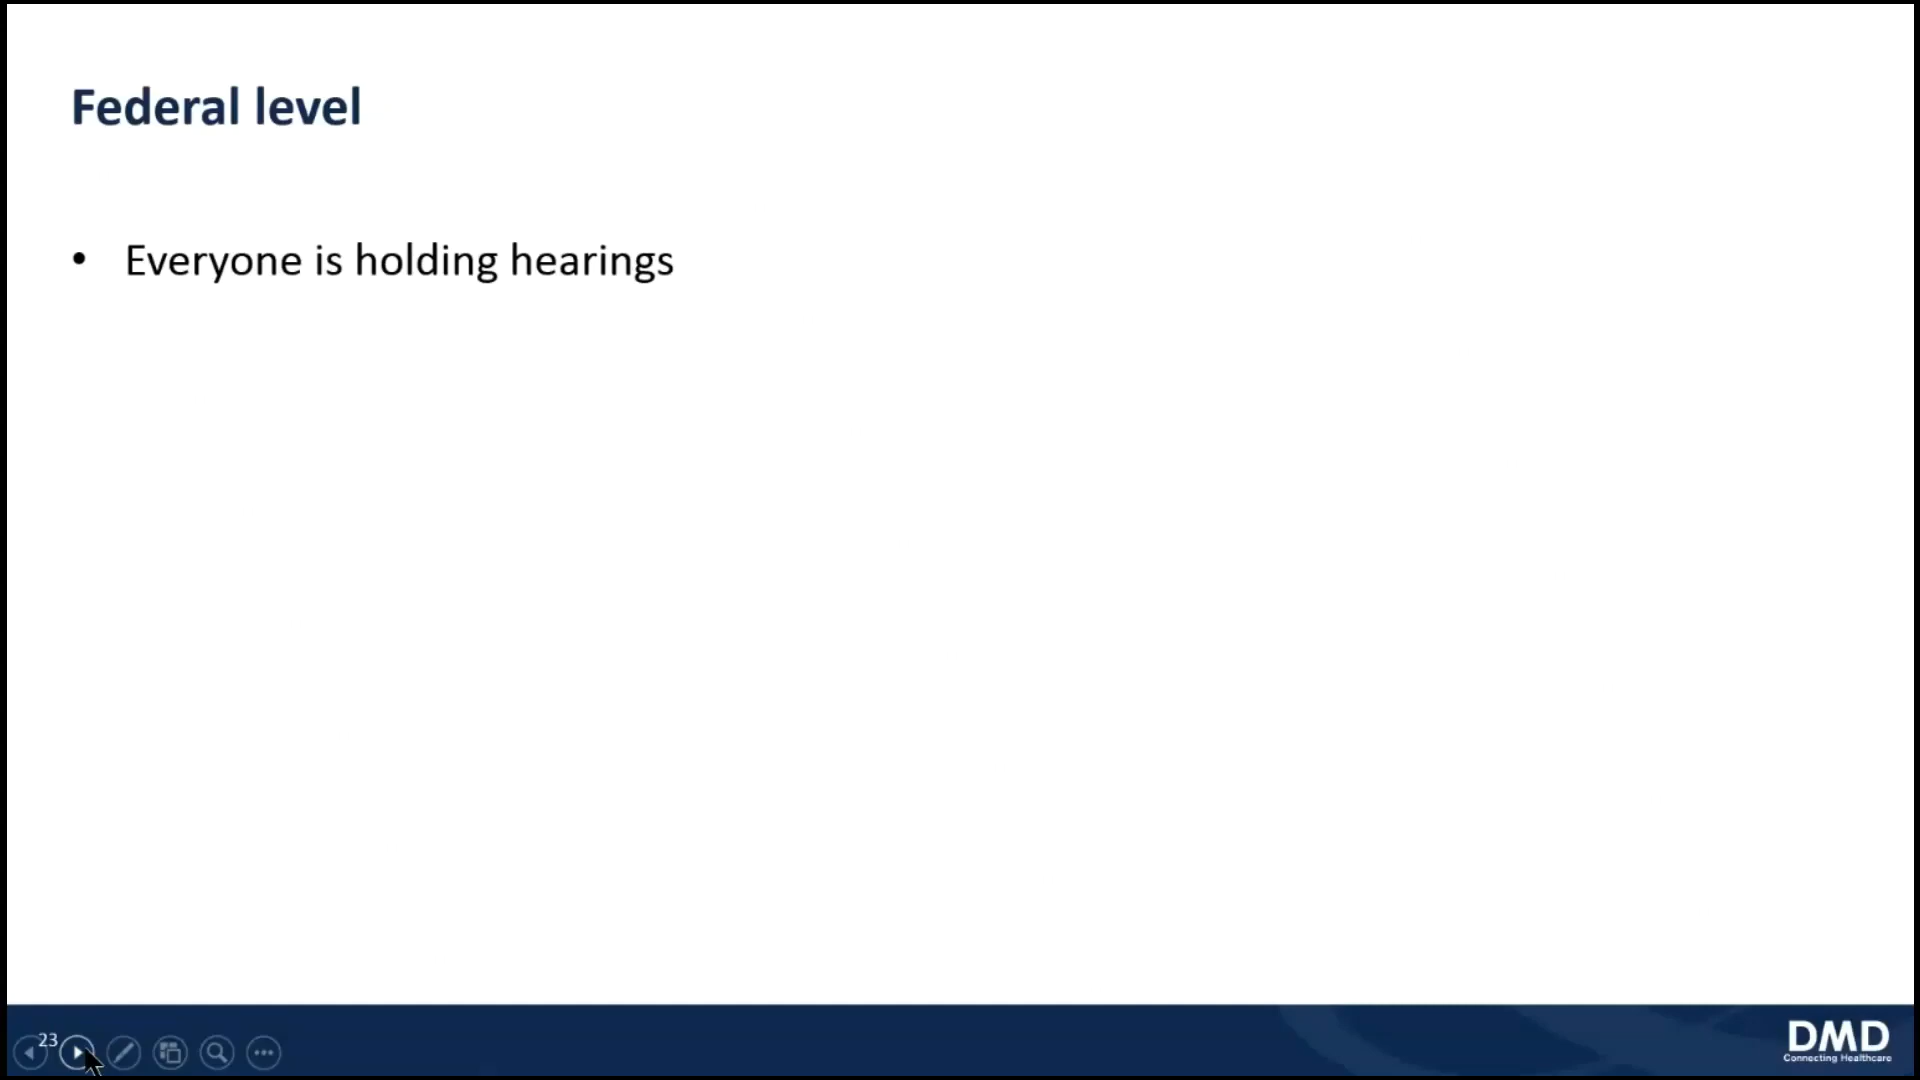 Federal level
• Everyone is holding hearings
23
DMD
Connecting Healthcare